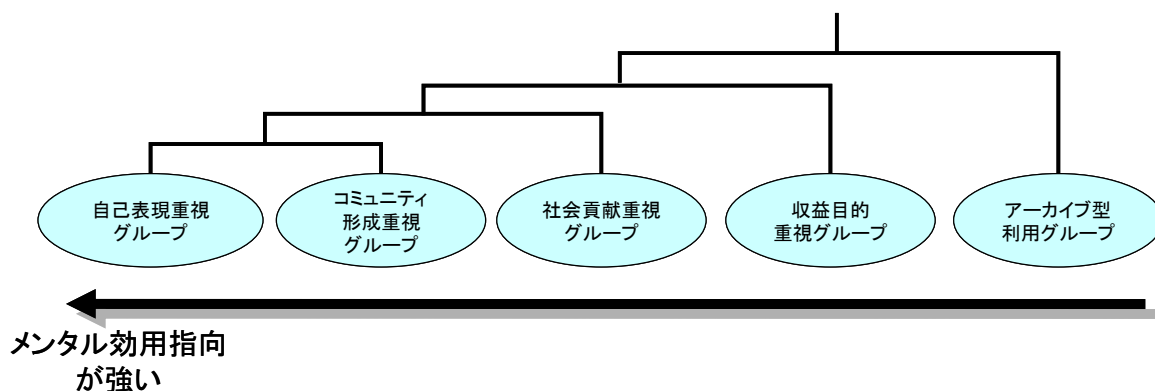 自己表現重視
グループ
コミュニティ
形成重視
グループ
社会貢献重視
グループ
収益目的
重視グループ
アーカイブ型
利用グループ
メンタル効用指向
が強い